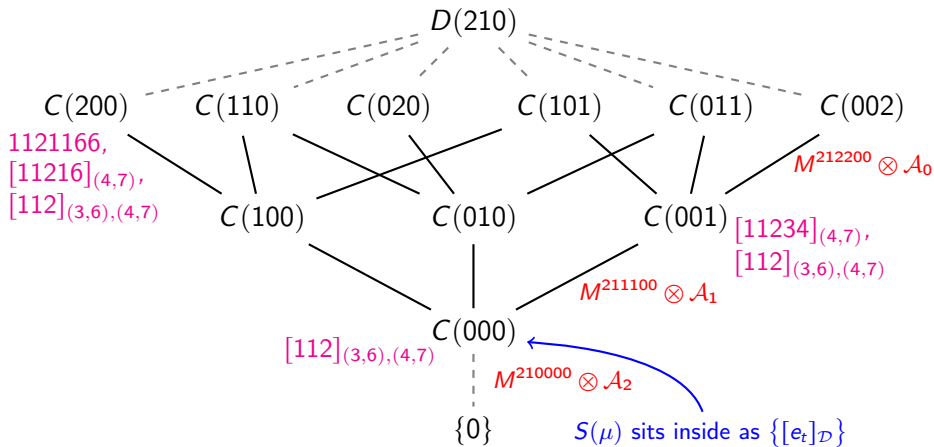 D(210)
C(200) C(110) C(020) C(101) C(011) C(002)
1121166,
[11216]_{(4,7)},
[112]_{(3,6),(4,7)}
M^{212200} ⊗ 𝒜_0
C(100) C(010) C(001)
[11234]_{(4,7)},
[112]_{(3,6),(4,7)}
M^{211100} ⊗ 𝒜_1
C(000)
[112]_{(3,6),(4,7)}
M^{210000} ⊗ 𝒜_2
{0}
S(μ) sits inside as {[e_t]_𝒟}